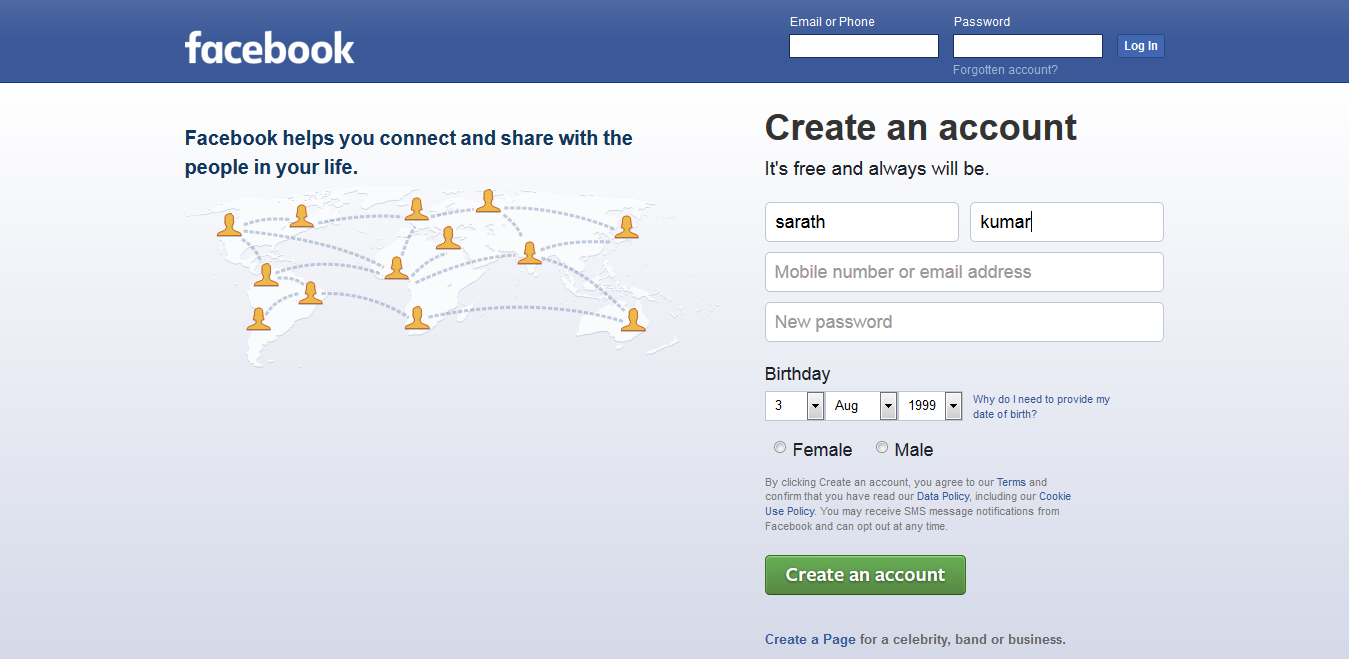 facebook
Email or Phone
Password
Log In
Forgotten account?
Facebook helps you connect and share with the
people in your life.
Create an account
It's free and always will be.
sarath
kumar
Mobile number or email address
New password
Birthday
3
Aug
1999
Why do I need to provide my
date of birth?
Female
Male
By clicking Create an account, you agree to our Terms and
confirm that you have read our Data Policy, including our Cookie
Use Policy. You may receive SMS message notifications from
Facebook and can opt out at any time.
Create an account
Create a Page for a celebrity, band or business.